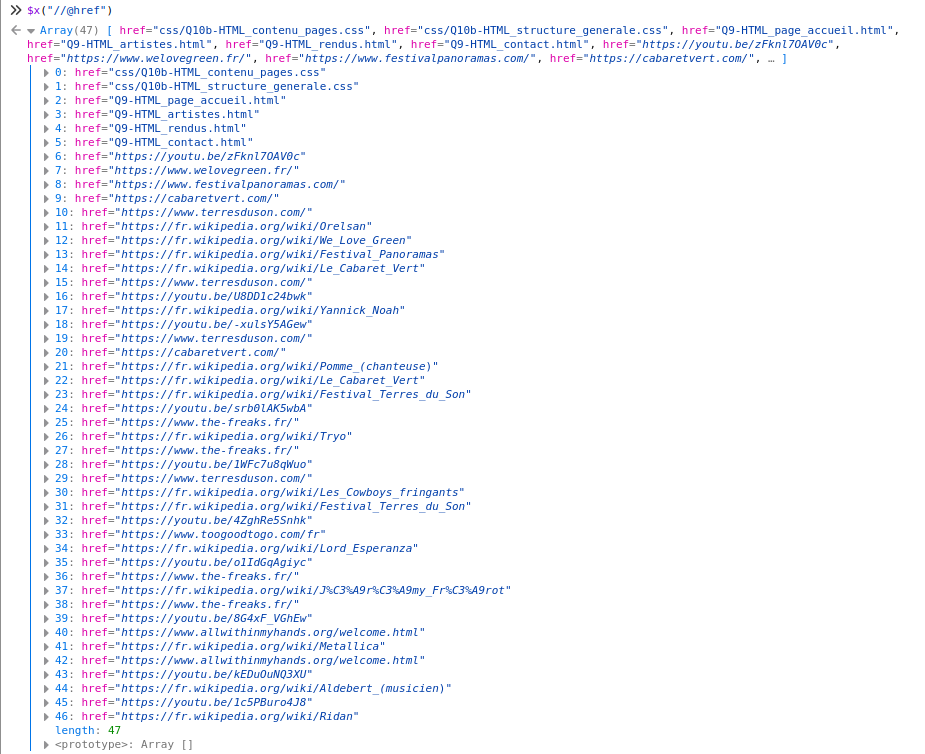 $x("//@href")
Array(47) [ href="css/Q10b-HTML_contenu_pages.css", href="css/Q10b-HTML_structure_generale.css", href="Q9-HTML_page_accueil.html",
href="Q9-HTML_artistes.html", href="Q9-HTML_rendus.html", href="Q9-HTML_contact.html", href="https://youtu.be/zFknl7OAV0c",
href="https://www.welovegreen.fr/", href="https://www.festivalpanoramas.com/", href="https://cabaretvert.com/", … ]
0: href="css/Q10b-HTML_contenu_pages.css"
1: href="css/Q10b-HTML_structure_generale.css"
2: href="Q9-HTML_page_accueil.html"
3: href="Q9-HTML_artistes.html"
4: href="Q9-HTML_rendus.html"
5: href="Q9-HTML_contact.html"
6: href="https://youtu.be/zFknl7OAV0c"
7: href="https://www.welovegreen.fr/"
8: href="https://www.festivalpanoramas.com/"
9: href="https://cabaretvert.com/"
10: href="https://www.terresduson.com/"
11: href="https://fr.wikipedia.org/wiki/Orelsan"
12: href="https://fr.wikipedia.org/wiki/We_Love_Green"
13: href="https://fr.wikipedia.org/wiki/Festival_Panoramas"
14: href="https://fr.wikipedia.org/wiki/Le_Cabaret_Vert"
15: href="https://www.terresduson.com/"
16: href="https://youtu.be/U8DD1c24bwk"
17: href="https://fr.wikipedia.org/wiki/Yannick_Noah"
18: href="https://youtu.be/-xulsY5AGew"
19: href="https://www.terresduson.com/"
20: href="https://cabaretvert.com/"
21: href="https://fr.wikipedia.org/wiki/Pomme_(chanteuse)"
22: href="https://fr.wikipedia.org/wiki/Le_Cabaret_Vert"
23: href="https://fr.wikipedia.org/wiki/Festival_Terres_du_Son"
24: href="https://youtu.be/srb0lAK5wbA"
25: href="https://www.the-freaks.fr/"
26: href="https://fr.wikipedia.org/wiki/Tryo"
27: href="https://www.the-freaks.fr/"
28: href="https://youtu.be/1WFc7u8qWuo"
29: href="https://www.terresduson.com/"
30: href="https://fr.wikipedia.org/wiki/Les_Cowboys_fringants"
31: href="https://fr.wikipedia.org/wiki/Festival_Terres_du_Son"
32: href="https://youtu.be/4ZghRe5Snhk"
33: href="https://www.toogoodtogo.com/fr"
34: href="https://fr.wikipedia.org/wiki/Lord_Esperanza"
35: href="https://youtu.be/o1IdGqAgiyc"
36: href="https://www.the-freaks.fr/"
37: href="https://fr.wikipedia.org/wiki/J%C3%A9r%C3%A9my_Fr%C3%A9rot"
38: href="https://www.the-freaks.fr/"
39: href="https://youtu.be/8G4xF_VGhEw"
40: href="https://www.allwithinmyhands.org/welcome.html"
41: href="https://fr.wikipedia.org/wiki/Metallica"
42: href="https://www.allwithinmyhands.org/welcome.html"
43: href="https://youtu.be/kEDuOuNQ3XU"
44: href="https://fr.wikipedia.org/wiki/Aldebert_(musicien)"
45: href="https://youtu.be/1c5PBuro4J8"
46: href="https://fr.wikipedia.org/wiki/Ridan"
length: 47
<prototype>: Array []